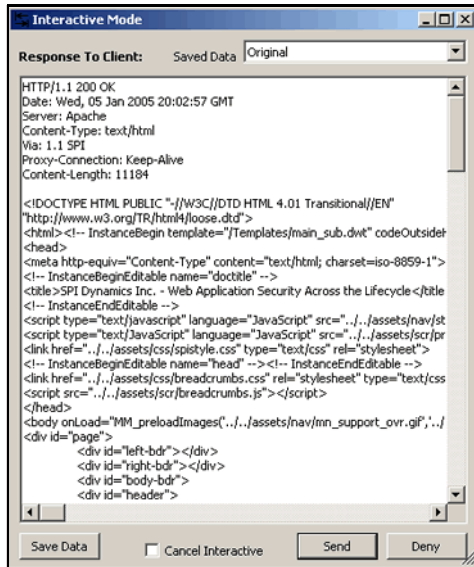 Interactive Mode
Response To Client: Saved Data Original
HTTP/1.1 200 OK
Date: Wed, 05 Jan 2005 20:02:57 GMT
Server: Apache
Content-Type: text/html
Via: 1.1 SPI
Proxy-Connection: Keep-Alive
Content-Length: 11184
<!DOCTYPE HTML PUBLIC "-//W3C//DTD HTML 4.01 Transitional//EN"
"http://www.w3.org/TR/html4/loose.dtd">
<html><!-- InstanceBegin template="/Templates/main_sub.dwt" codeOutsideH
<head>
<meta http-equiv="Content-Type" content="text/html; charset=iso-8859-1">
<!-- InstanceBeginEditable name="doctitle" -->
<title>SPI Dynamics Inc. - Web Application Security Across the Lifecycle</title
<!-- InstanceEndEditable -->
<script type="text/javascript" language="JavaScript" src="../../assets/nav/st
<script type="text/JavaScript" language="JavaScript" src="../../assets/scr/pr
<link href="../../assets/css/spistyle.css" type="text/css" rel="stylesheet">
<!-- InstanceBeginEditable name="head" --><!-- InstanceEndEditable -->
<link href="../../assets/css/breadcrumbs.css" rel="stylesheet" type="text/css
<script src="../../assets/scr/breadcrumbs.js"></script>
</head>
<body onLoad="MM_preloadImages('../../assets/nav/mn_support_ovr.gif','../
<div id="page">
<div id="left-bdr"></div>
<div id="right-bdr"></div>
<div id="body-bdr">
<div id="header">
Save Data Cancel Interactive Send Deny